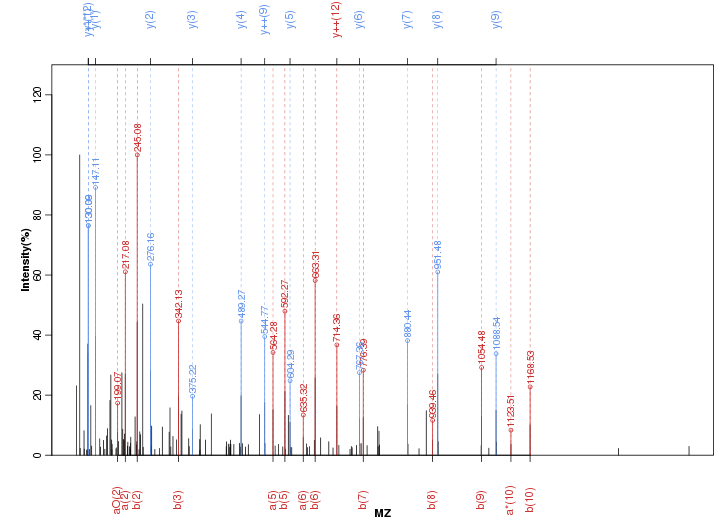 y(1)
y(2)
y(3)
y(4)
y++(9)
y(5)
y++(12)
y(6)
y(7)
y(8)
y(9)
Intensity(%)
0
20
40
60
80
100
120
130.09
147.11
199.07
217.08
245.08
276.16
342.13
375.22
489.27
544.77
564.28
592.27
604.29
635.32
663.31
714.36
776.39
880.44
939.46
951.48
1054.48
1088.54
1123.51
1168.53
aO(2)
a(2)
b(2)
b(3)
a(5)
b(5)
a(6)
b(6)
b(7)
b(8)
b(9)
a*(10)
b(10)
MZ